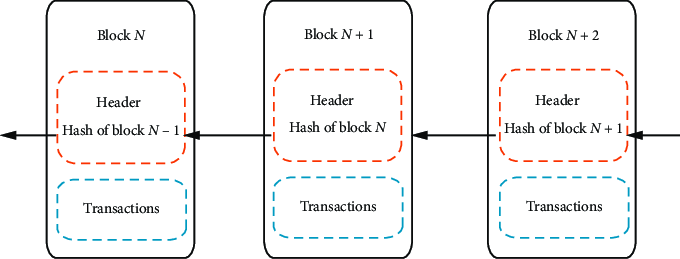 Block N
Header
Hash of block N – 1
Transactions
Block N + 1
Header
Hash of block N
Transactions
Block N + 2
Header
Hash of block N + 1
Transactions